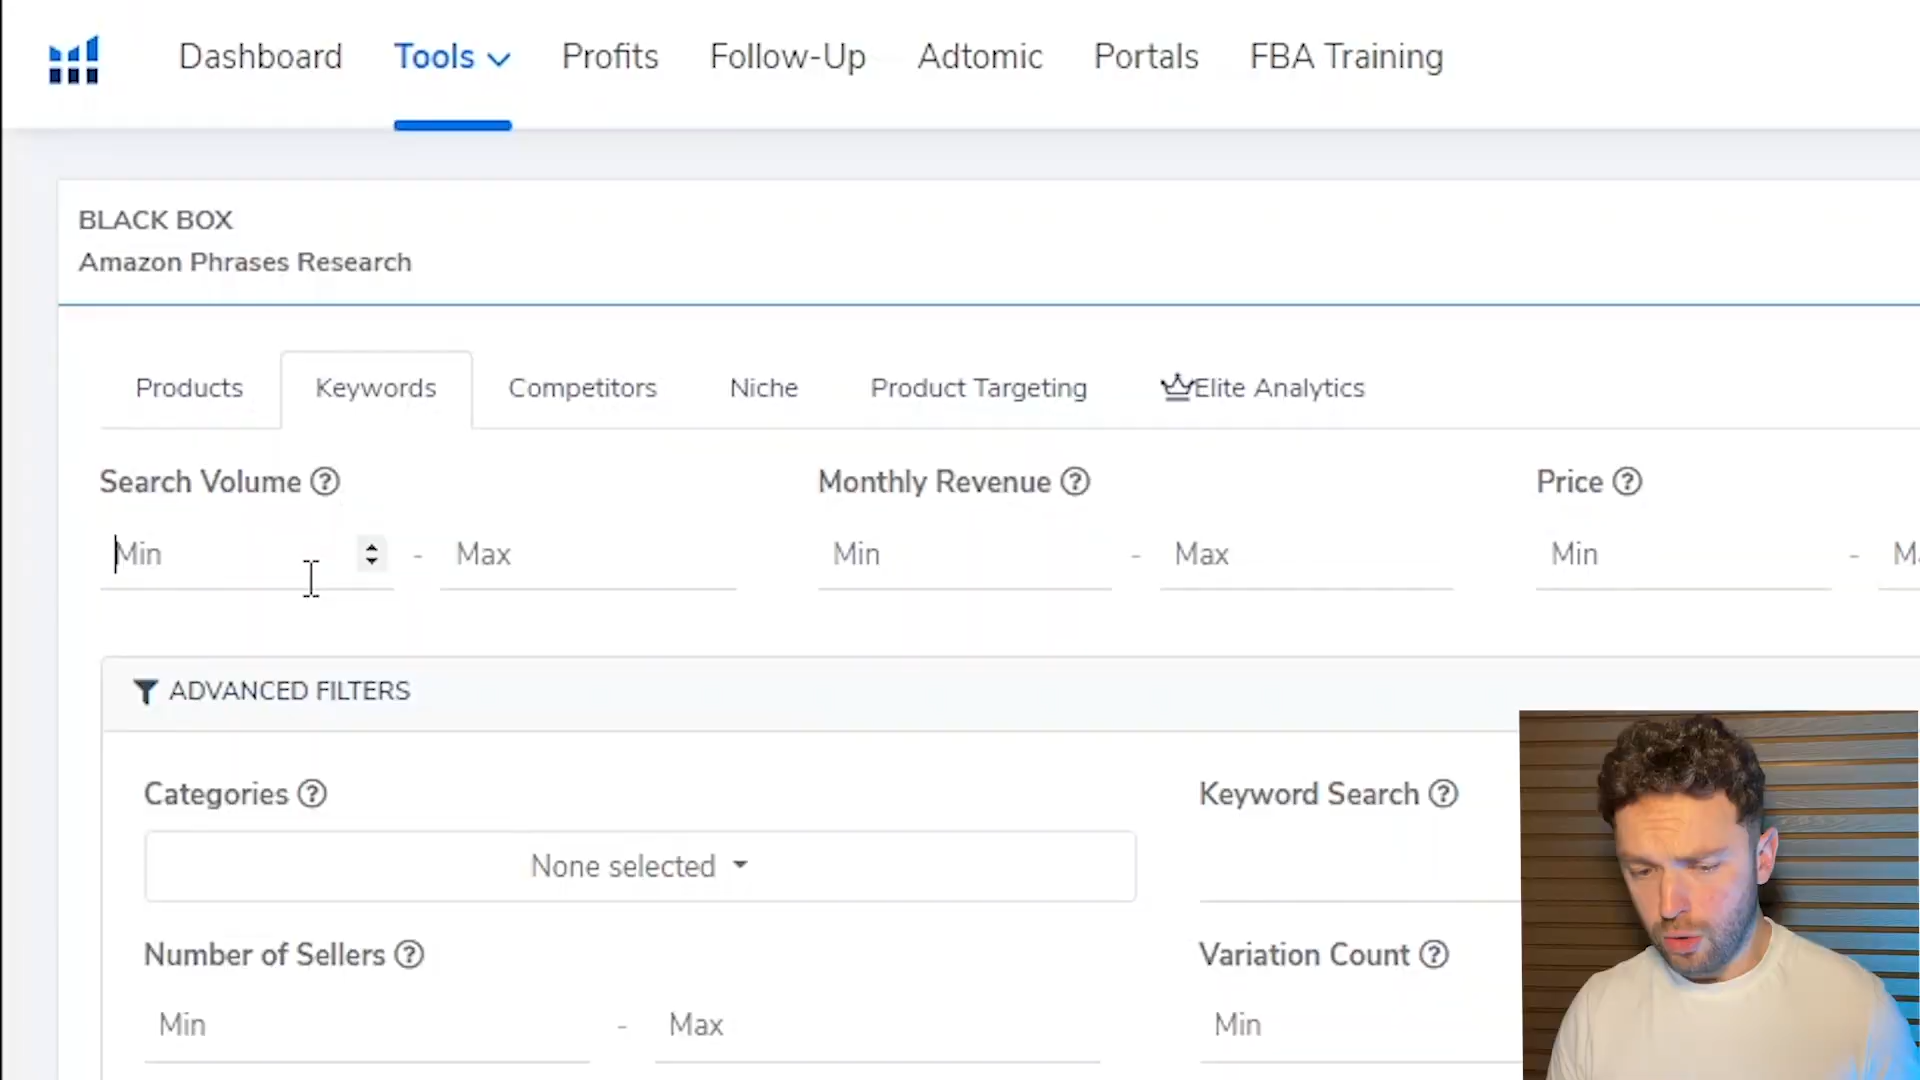 Dashboard Tools Profits Follow-Up Adtomic Portals FBA Training
BLACK BOX
Amazon Phrases Research
Products Keywords Competitors Niche Product Targeting Elite Analytics
Search Volume Monthly Revenue Price
Min - Max Min - Max Min -
ADVANCED FILTERS
Categories Keyword Search
None selected
Number of Sellers Variation Count
Min - Max Min